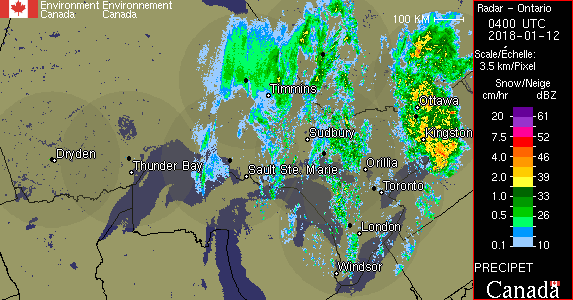 Environment Environnement
Canada Canada
100 KM
Timmins
Ottawa
Sudbury
Kingston
Dryden
Thunder Bay
Sault Ste. Marie
Orillia
Toronto
London
Windsor
Radar - Ontario
0400 UTC
2018-01-12
Scale/Échelle:
3.5 km/Pixel
Snow/Neige
cm/hr dBZ
20 61
7.5 57
5.5 52
4.0 46
2.0 39
1.0 33
0.5 26
0.1 10
PRECIPET
Canada